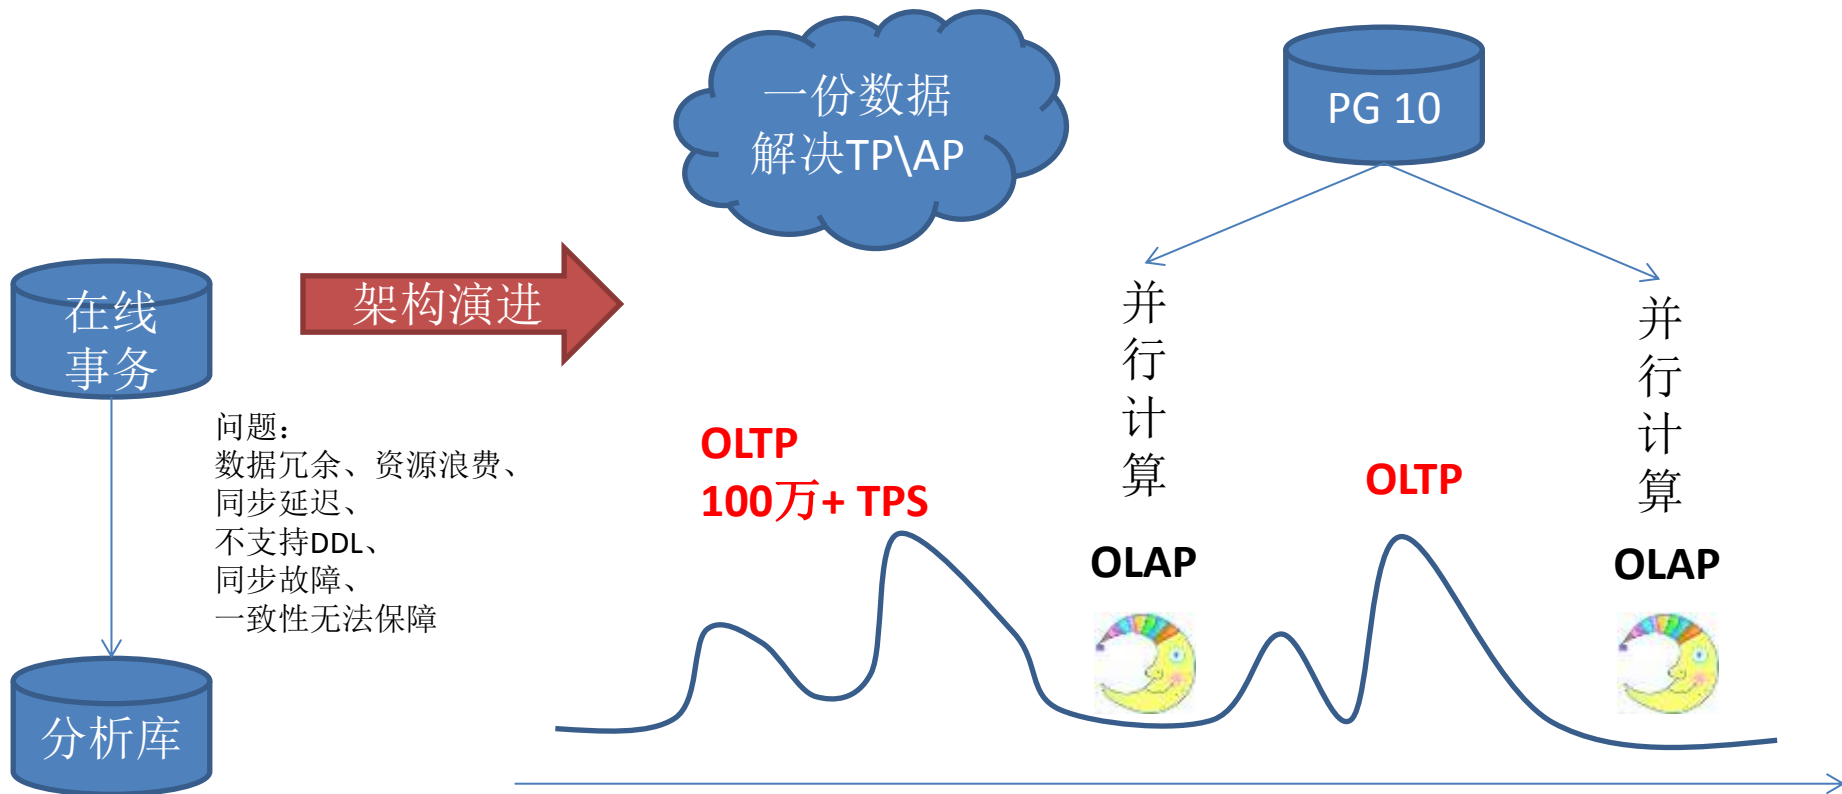 一份数据
解决TP\AP
PG 10
在线
事务
架构演进
问题：
数据冗余、资源浪费、
同步延迟、
不支持DDL、
同步故障、
一致性无法保障
分析库
OLTP
100万+ TPS
并
行
计
算
OLAP
OLTP
并
行
计
算
OLAP